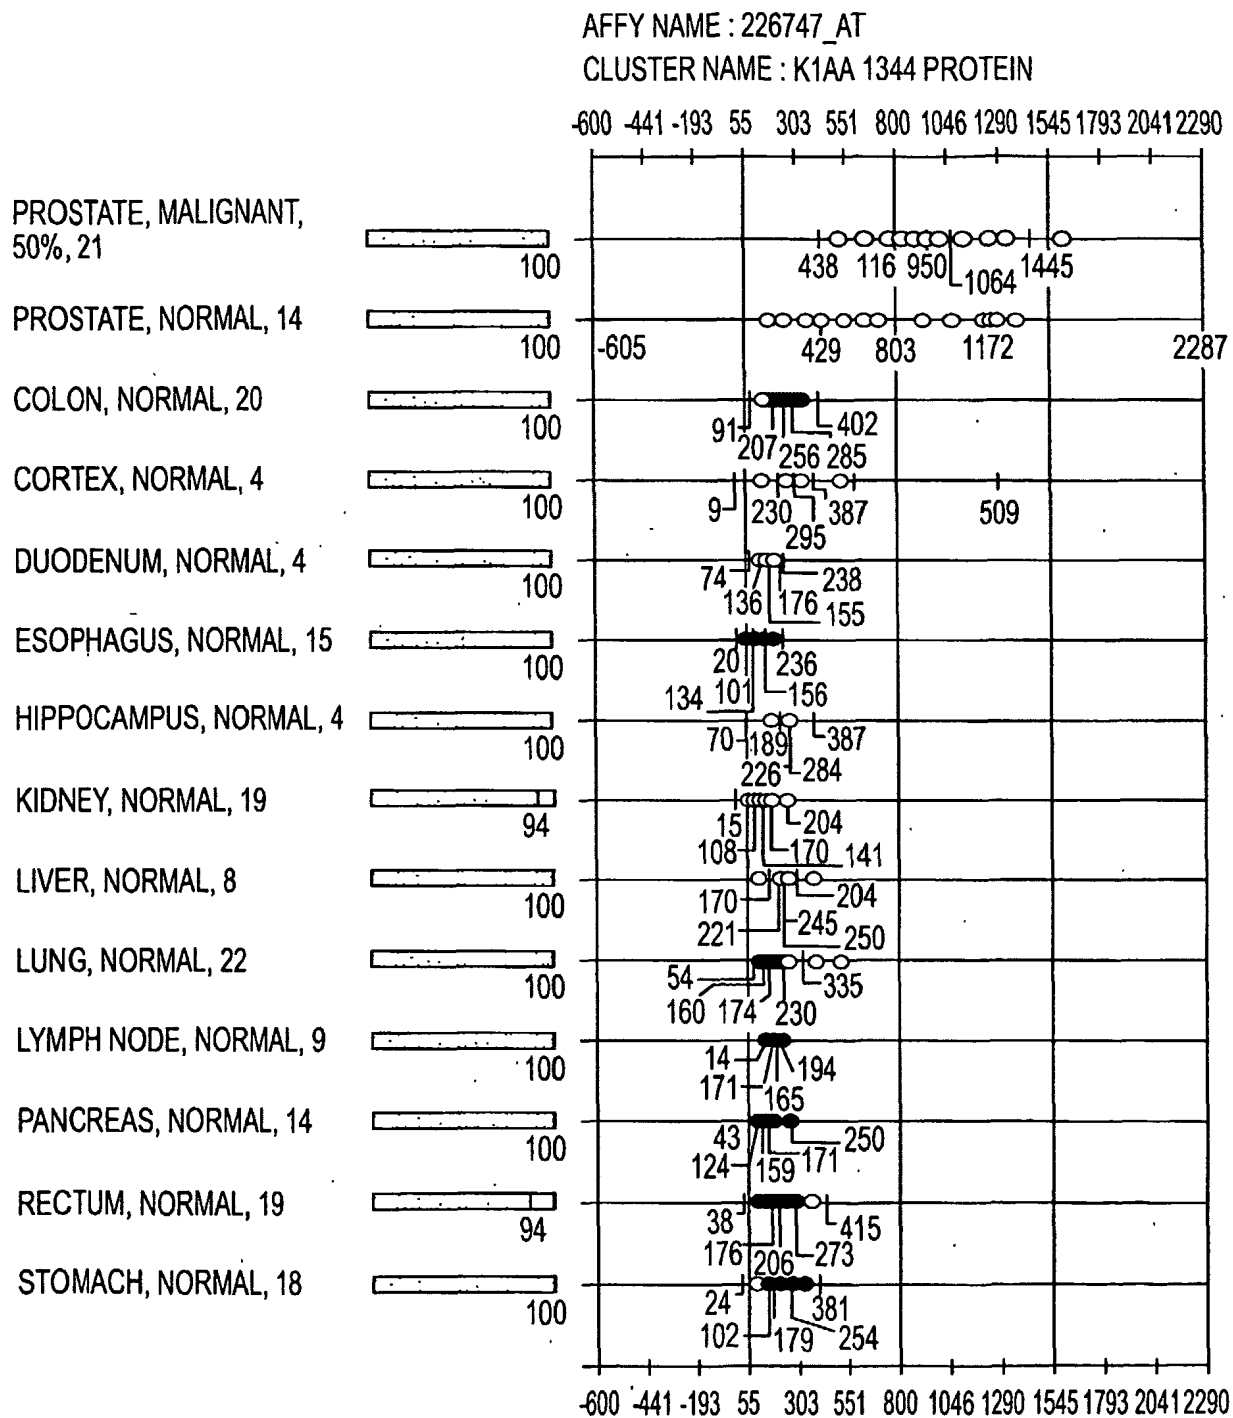 AFFY NAME : 226747_AT
CLUSTER NAME : K1AA 1344 PROTEIN
-600 -441 -193 55 303 551 800 1046 1290 1545 1793 2041 2290
PROSTATE, MALIGNANT,
50%, 21
100
438 116 950 1064 1445
PROSTATE, NORMAL, 14
100
-605 429 803 1172 2287
COLON, NORMAL, 20
100
91 207 256 285 402
CORTEX, NORMAL, 4
100
9 230 295 387 509
DUODENUM, NORMAL, 4
100
74 136 176 155 238
ESOPHAGUS, NORMAL, 15
100
20 236
134 101 156
HIPPOCAMPUS, NORMAL, 4
100
70 189 387
226 284
KIDNEY, NORMAL, 19
94
15 204
108 170 141
LIVER, NORMAL, 8
100
170 204
221 245 250
LUNG, NORMAL, 22
100
54 335
160 174 230
LYMPH NODE, NORMAL, 9
100
14 194
171 165
PANCREAS, NORMAL, 14
100
43 250
124 159 171
RECTUM, NORMAL, 19
94
38 415
176 206 273
STOMACH, NORMAL, 18
100
24 381
102 179 254
-600 -441 -193 55 303 551 800 1046 1290 1545 1793 2041 2290